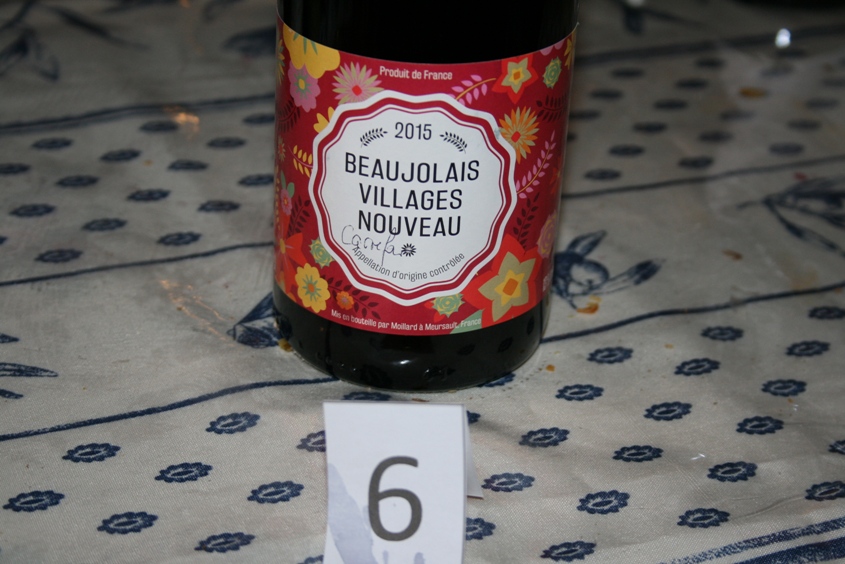 Produit de France
2015
BEAUJOLAIS
VILLAGES
NOUVEAU
Appellation d'origine contrôlée
Mis en bouteille par Moillard à Meursault, France
6